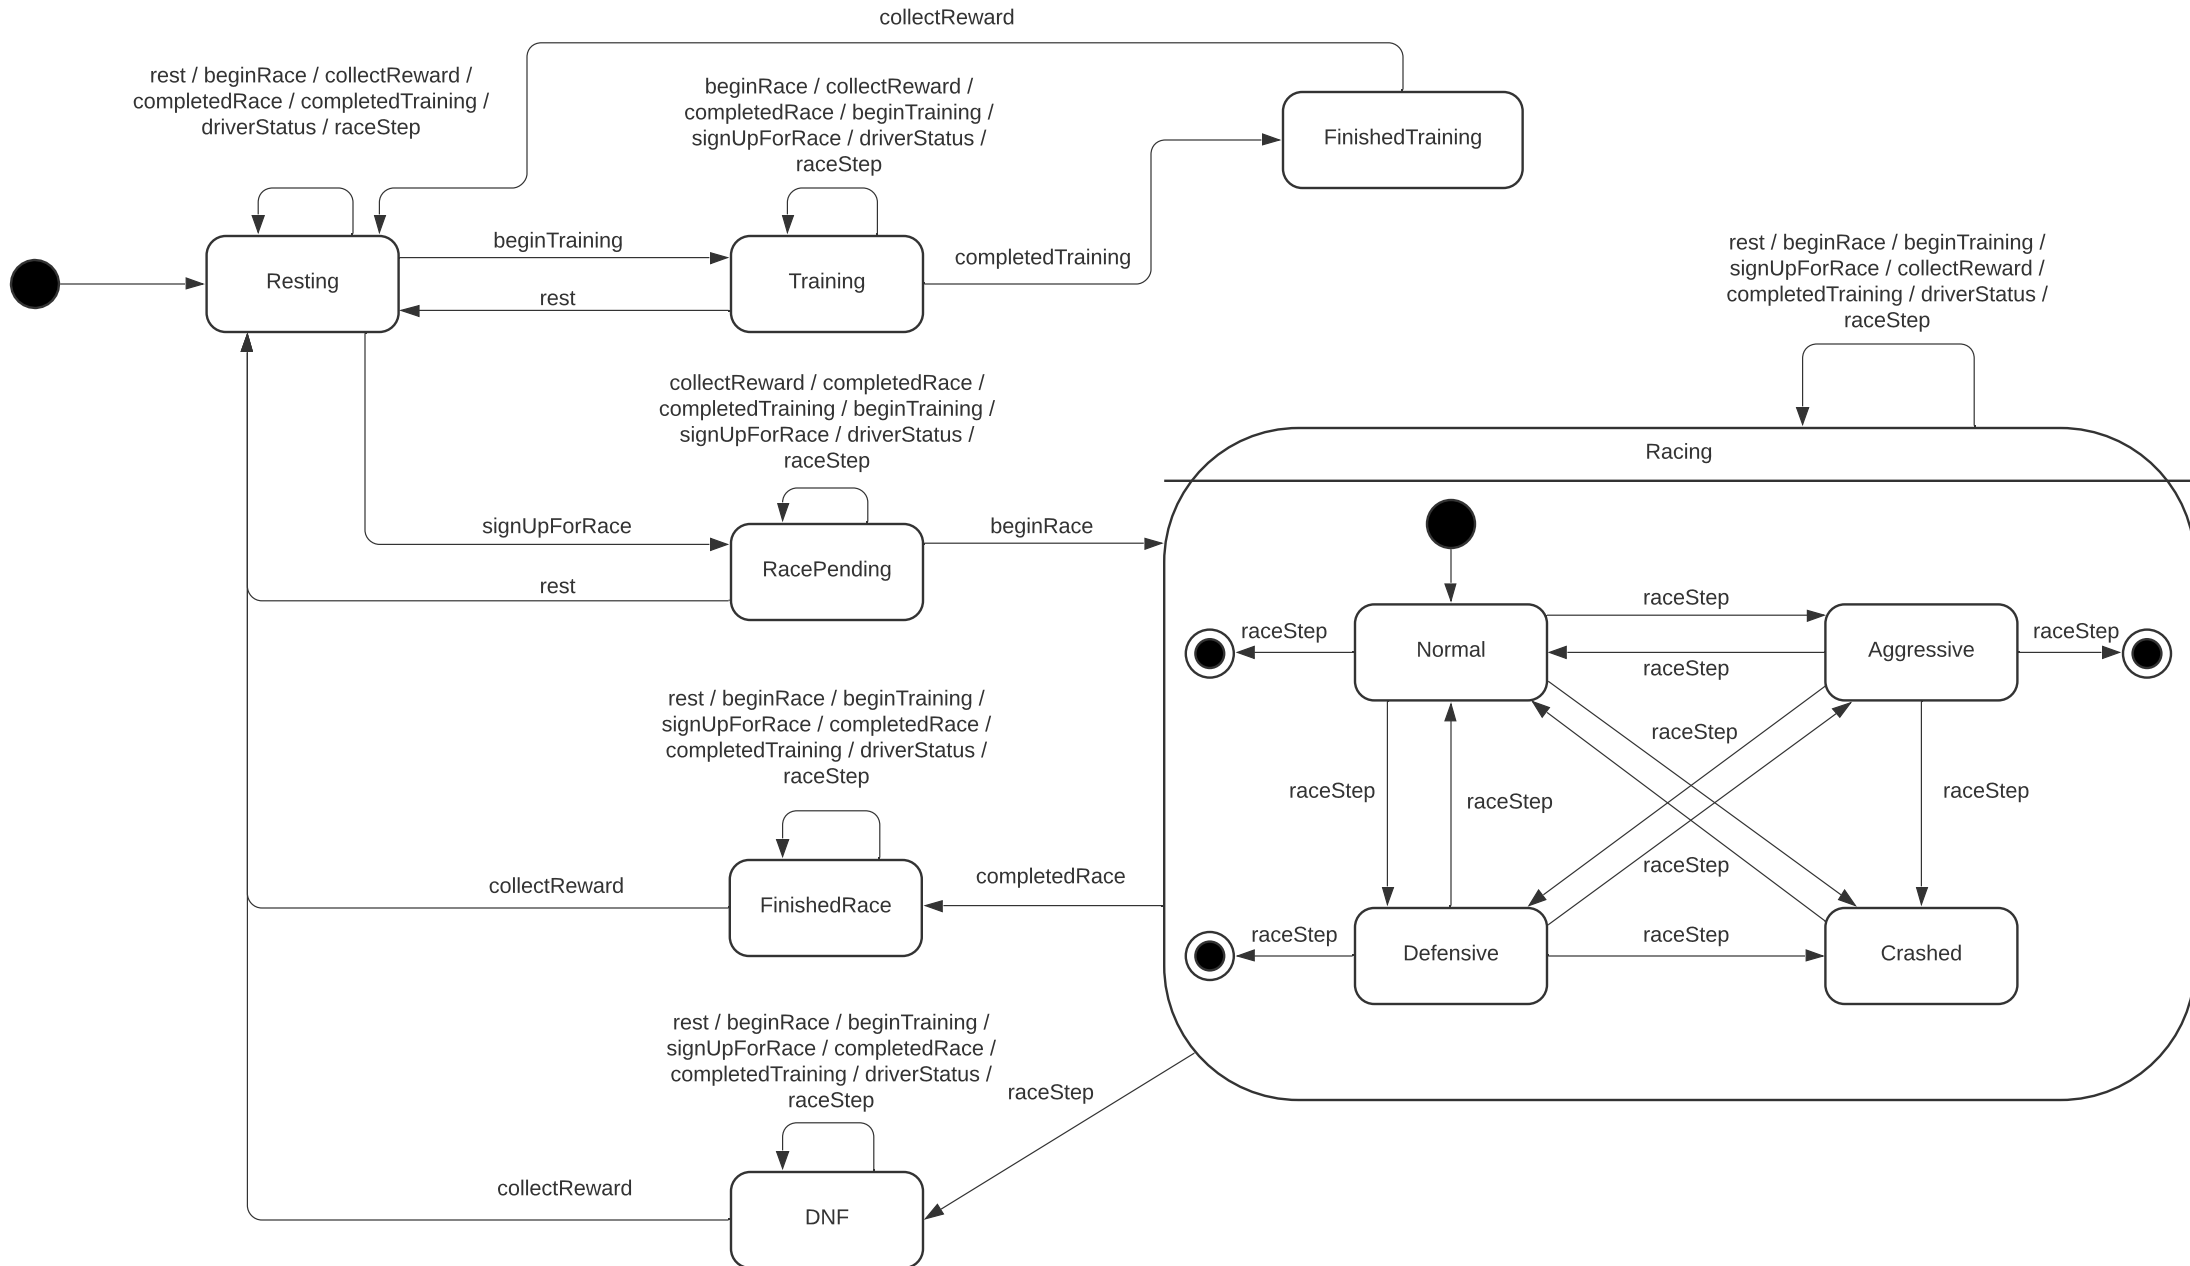 collectReward
rest / beginRace / collectReward /
completedRace / completedTraining /
driverStatus / raceStep
beginRace / collectReward /
completedRace / beginTraining /
signUpForRace / driverStatus /
raceStep
FinishedTraining
Resting
beginTraining
rest
Training
completedTraining
rest / beginRace / beginTraining /
signUpForRace / collectReward /
completedTraining / driverStatus /
raceStep
collectReward / completedRace /
completedTraining / beginTraining /
signUpForRace / driverStatus /
raceStep
signUpForRace
rest
RacePending
beginRace
Racing
raceStep
Normal
raceStep
raceStep
Aggressive
raceStep
raceStep
raceStep
raceStep
raceStep
raceStep
raceStep
Defensive
raceStep
Crashed
rest / beginRace / beginTraining /
signUpForRace / completedRace /
completedTraining / driverStatus /
raceStep
collectReward
FinishedRace
completedRace
rest / beginRace / beginTraining /
signUpForRace / completedRace /
completedTraining / driverStatus /
raceStep
raceStep
collectReward
DNF